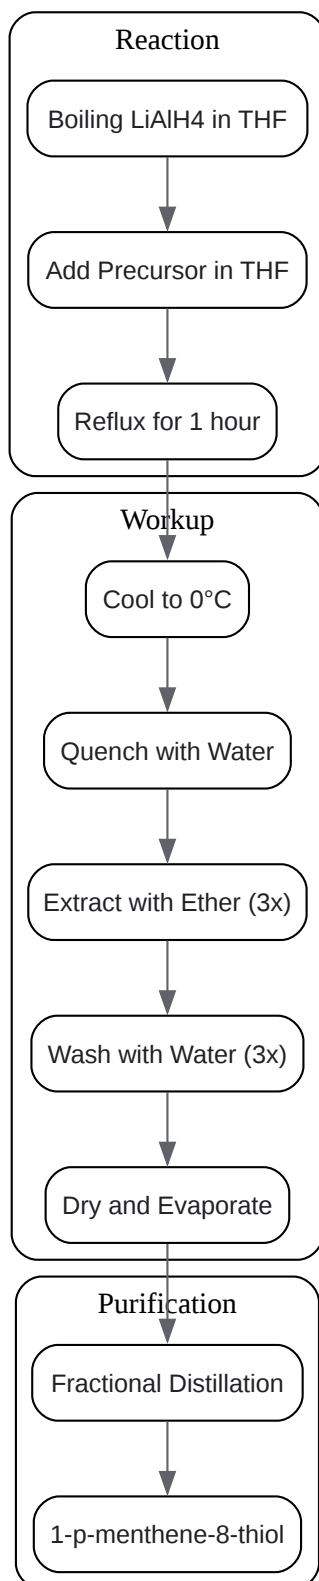 Reaction
Boiling LiAlH4 in THF
Add Precursor in THF
Reflux for 1 hour
Workup
Cool to 0°C
Quench with Water
Extract with Ether (3x)
Wash with Water (3x)
Dry and Evaporate
Purification
Fractional Distillation
1-p-menthene-8-thiol